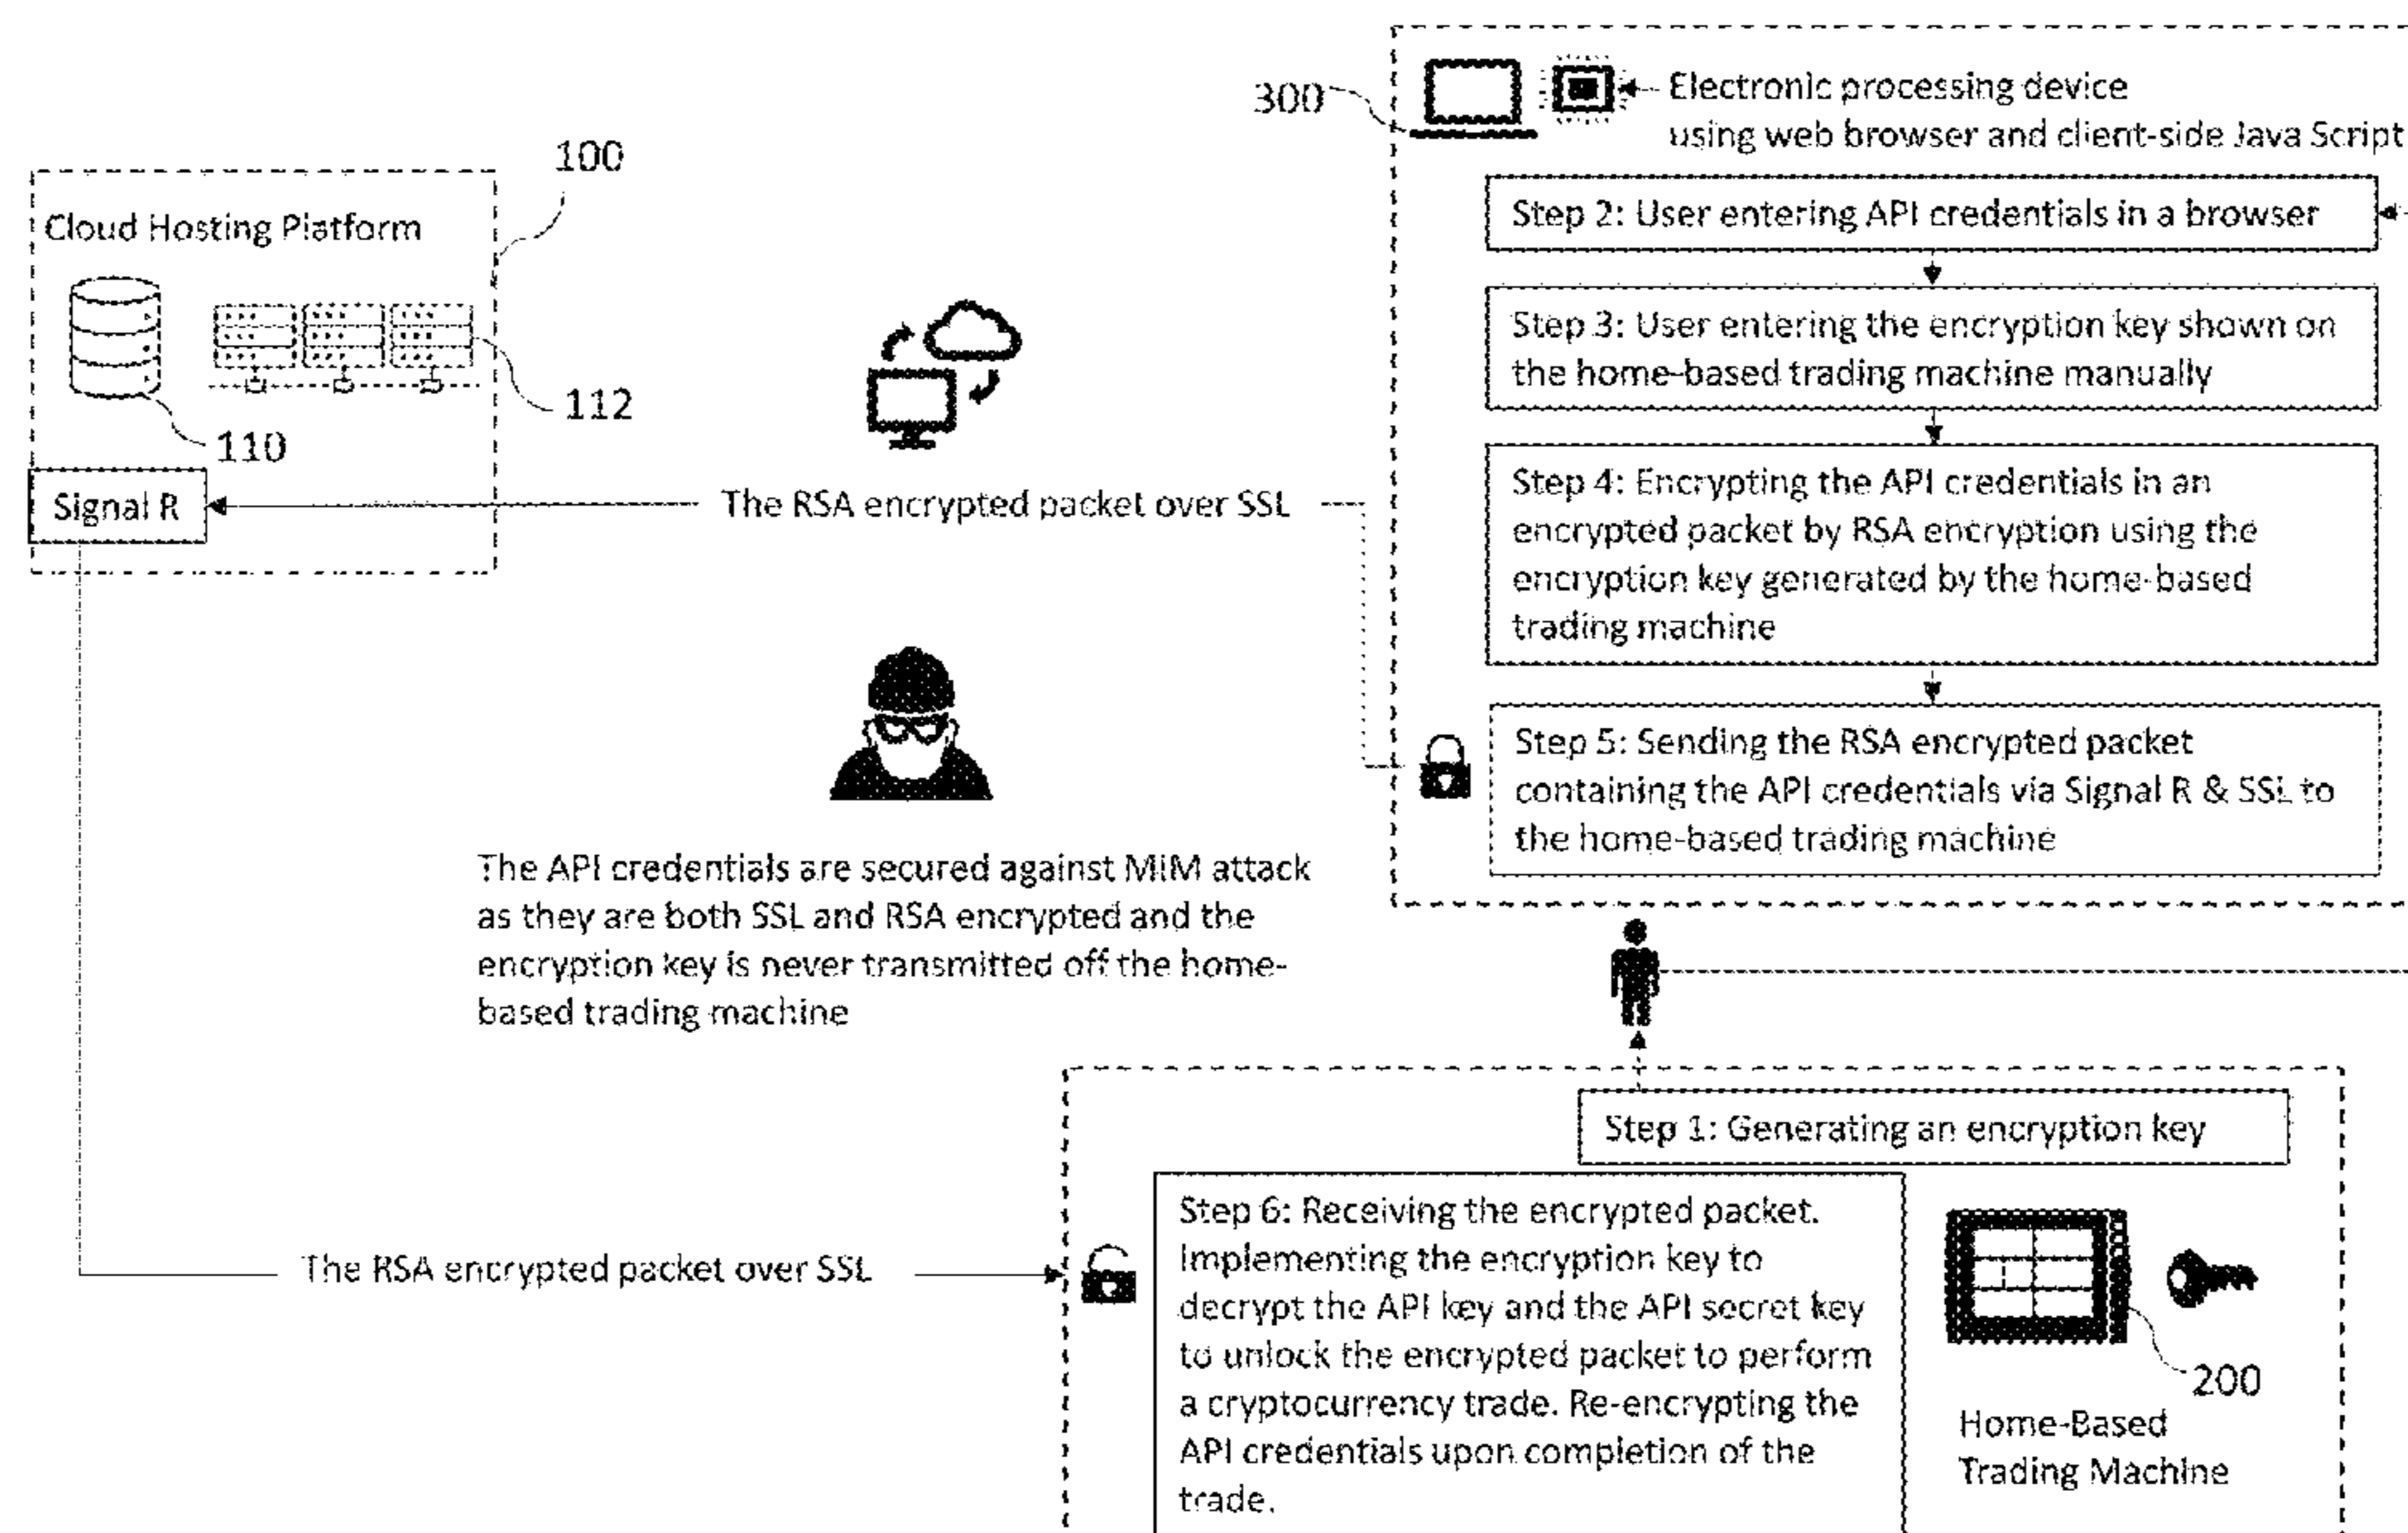 300
Electronic processing device
using web browser and client-side Java Script
100
Cloud Hosting Platform
112
110
Signal R
The RSA encrypted packet over SSL
Step 2: User entering API credentials in a browser
Step 3: User entering the encryption key shown on
the home-based trading machine manually
Step 4: Encrypting the API credentials in an
encrypted packet by RSA encryption using the
encryption key generated by the home-based
trading machine
Step 5: Sending the RSA encrypted packet
containing the API credentials via Signal R & SSL to
the home-based trading machine
The API credentials are secured against MiM attack
as they are both SSL and RSA encrypted and the
encryption key is never transmitted off the home-
based trading machine
Step 1: Generating an encryption key
The RSA encrypted packet over SSL
Step 6: Receiving the encrypted packet.
Implementing the encryption key to
decrypt the API key and the API secret key
to unlock the encrypted packet to perform
a cryptocurrency trade. Re-encrypting the
API credentials upon completion of the
trade.
200
Home-Based
Trading Machine